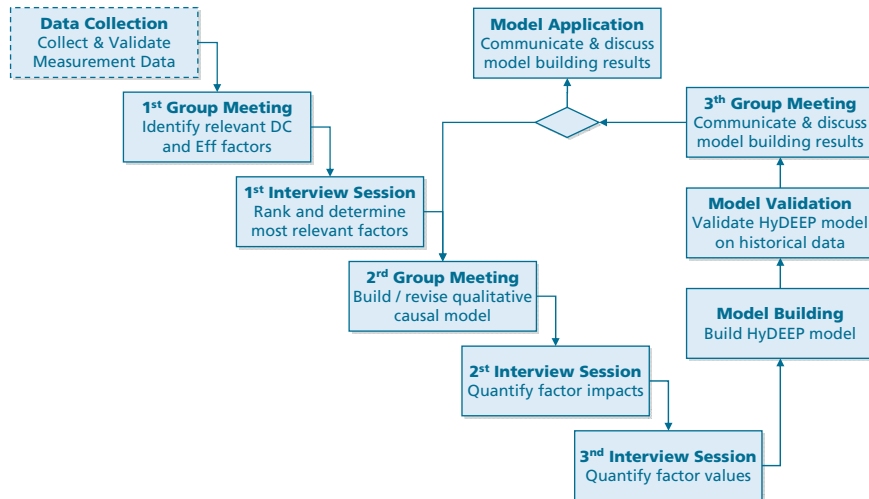 Data Collection
Collect & Validate
Measurement Data
1st Group Meeting
Identify relevant DC
and Eff factors
1st Interview Session
Rank and determine
most relevant factors
2rd Group Meeting
Build / revise qualitative
causal model
2st Interview Session
Quantify factor impacts
3nd Interview Session
Quantify factor values
Model Building
Build HyDEEP model
Model Validation
Validate HyDEEP model
on historical data
3th Group Meeting
Communicate & discuss
model building results
Model Application
Communicate & discuss
model building results